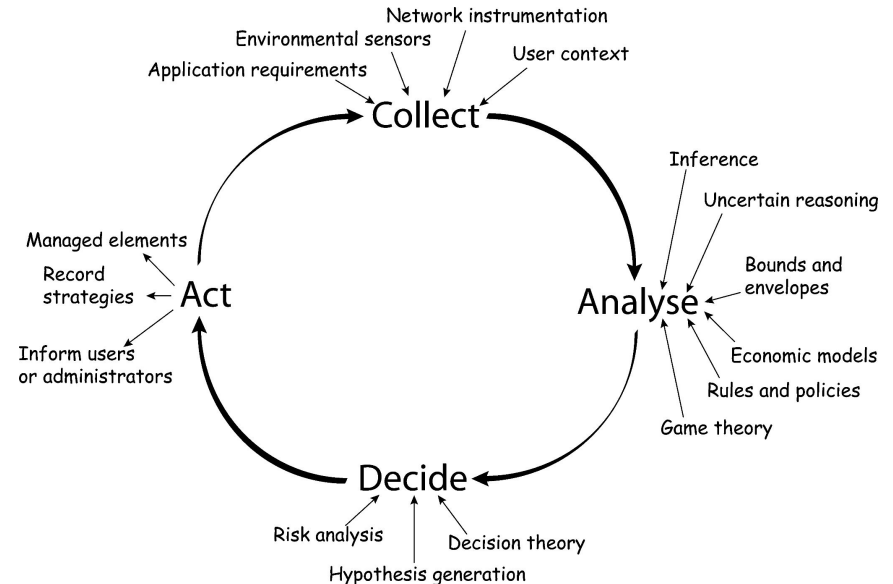 Network instrumentation
Environmental sensors
User context
Application requirements
Collect
Inference
Uncertain reasoning
Bounds and
envelopes
Analyse
Economic models
Rules and policies
Game theory
Managed elements
Record
strategies
Act
Inform users
or administrators
Decide
Risk analysis
Decision theory
Hypothesis generation